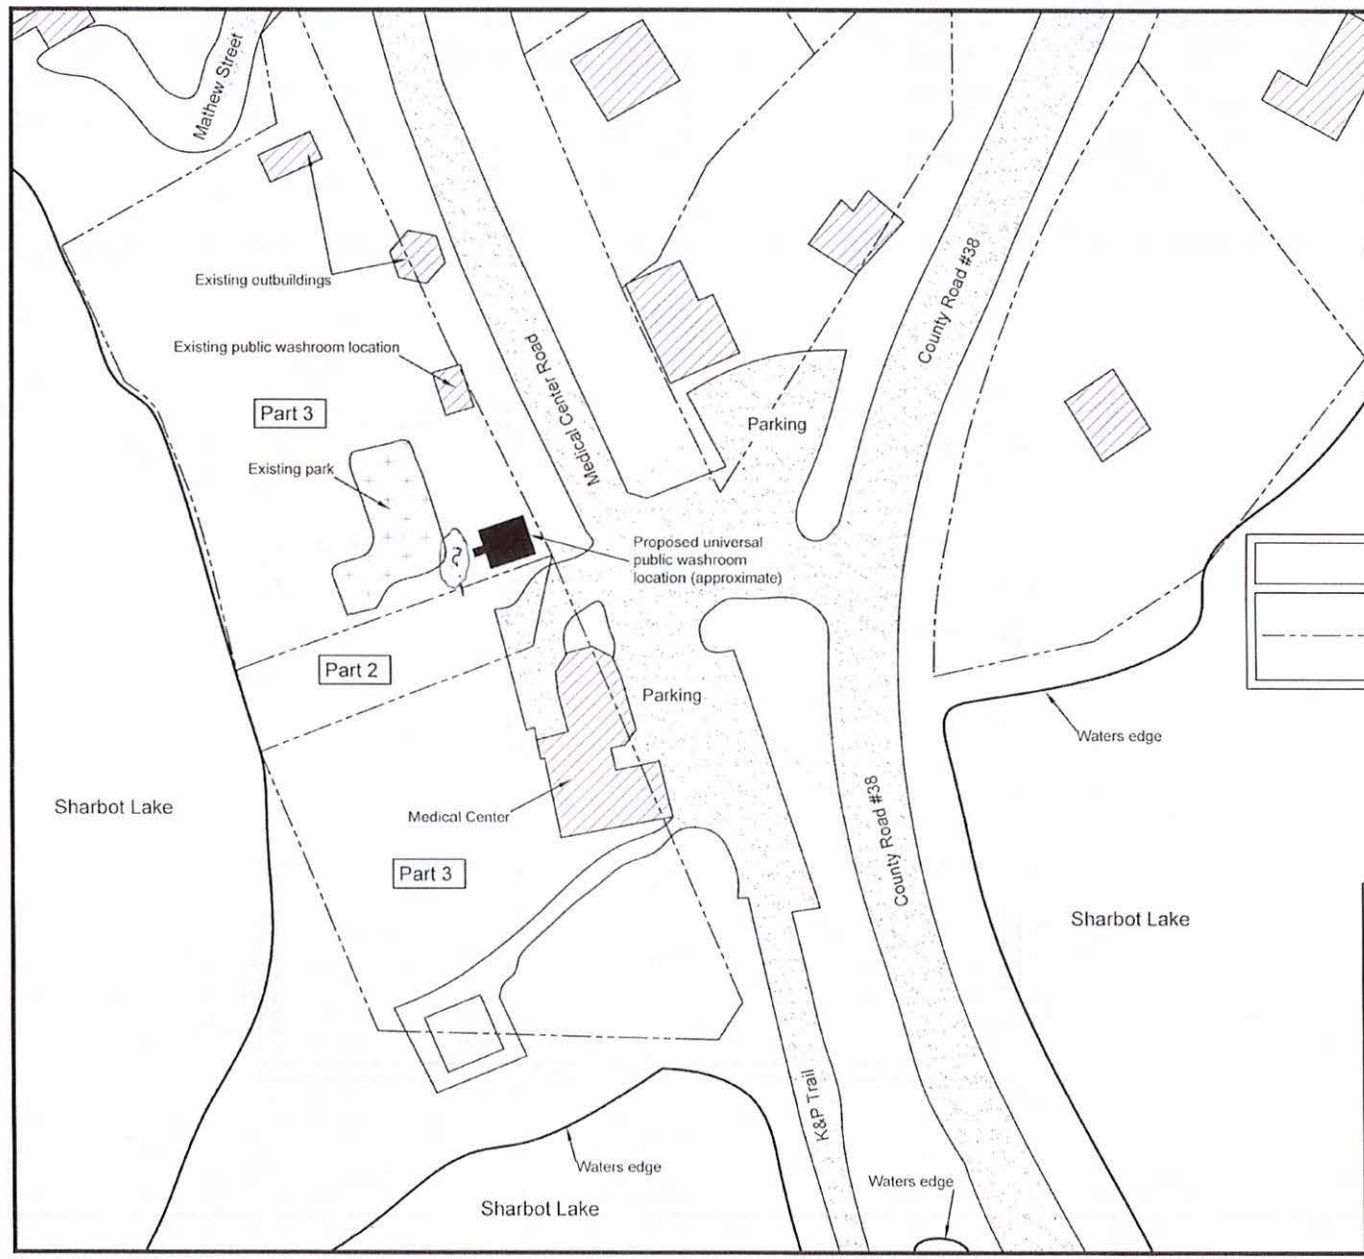 Mathew Street
Existing outbuildings
Existing public washroom location
Part 3
Existing park
Medical Center Road
Parking
County Road #38
Proposed universal
public washroom
location (approximate)
Part 2
Parking
Waters edge
Sharbot Lake
Medical Center
County Road #38
Part 3
Sharbot Lake
K&P Trail
Waters edge
Waters edge
Sharbot Lake